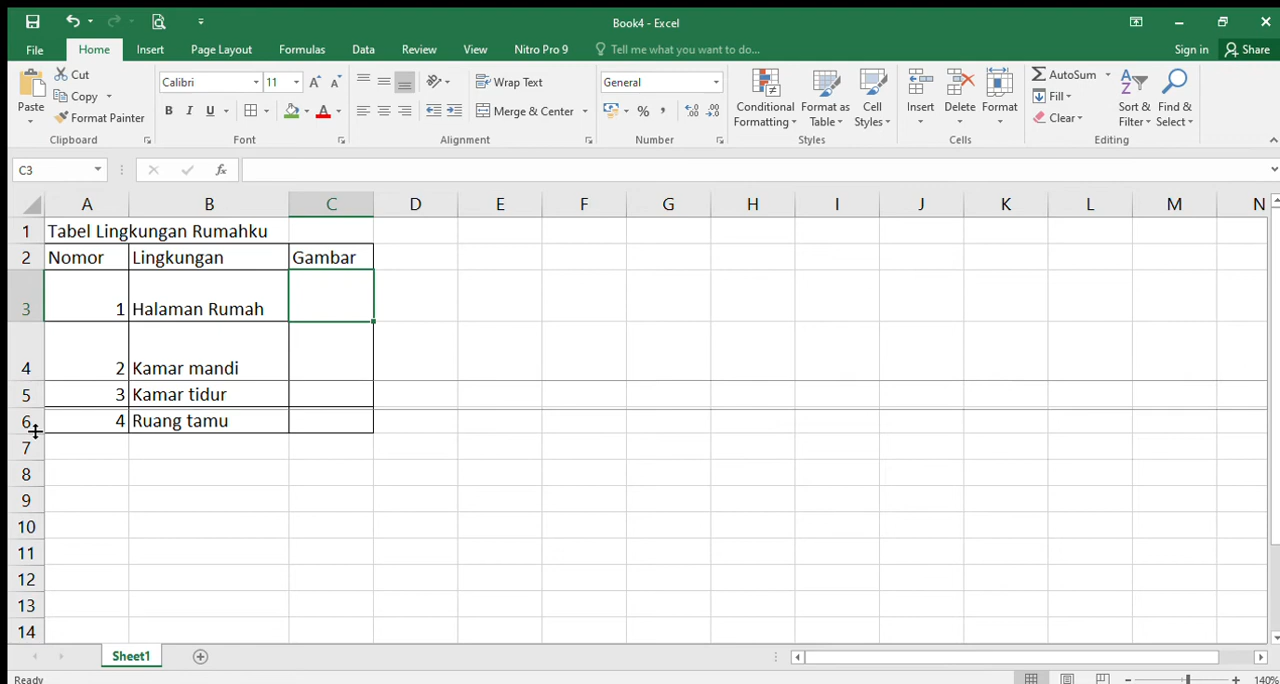 Book4 - Excel
File Home Insert Page Layout Formulas Data Review View Nitro Pro 9 Tell me what you want to do... Sign in Share
Paste Cut Copy Format Painter
Clipboard
Calibri 11
B I U A A A
Font
Wrap Text
Merge & Center
Alignment
General
% ,
Number
Conditional Formatting Format as Table Cell Styles
Styles
Insert Delete Format
Cells
AutoSum Fill Clear Sort & Filter Find & Select
Editing
C3 fx
A B C D E F G H I J K L M N
1 Tabel Lingkungan Rumahku
2 Nomor Lingkungan Gambar
3 1 Halaman Rumah
4 2 Kamar mandi
5 3 Kamar tidur
6 4 Ruang tamu
7
8
9
10
11
12
13
14
Sheet1
Ready 140%